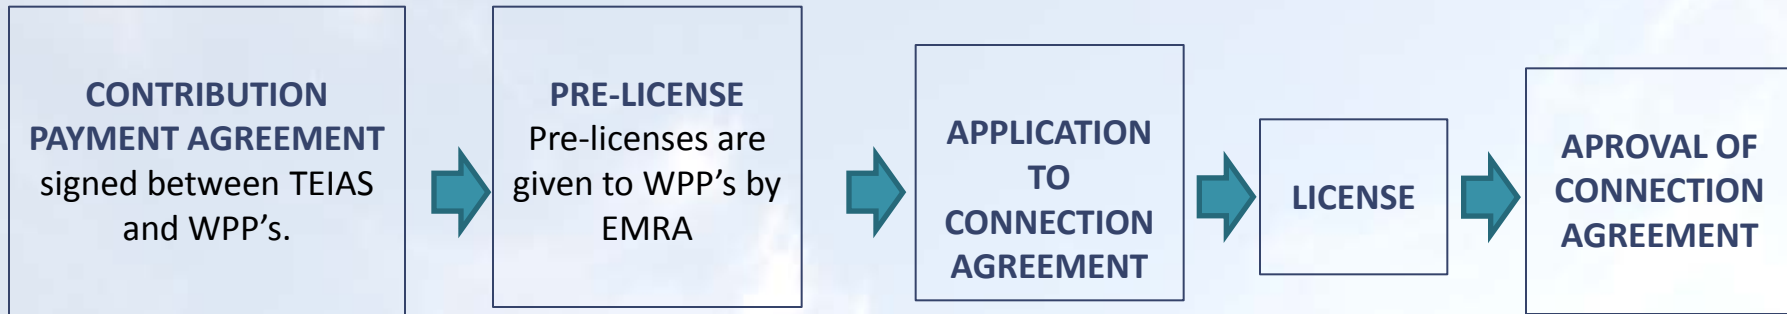 CONTRIBUTION
PAYMENT AGREEMENT
signed between TEIAS
and WPP's.
PRE-LICENSE
Pre-licenses are
given to WPP's by
EMRA
APPLICATION
TO
CONNECTION
AGREEMENT
LICENSE
APROVAL OF
CONNECTION
AGREEMENT